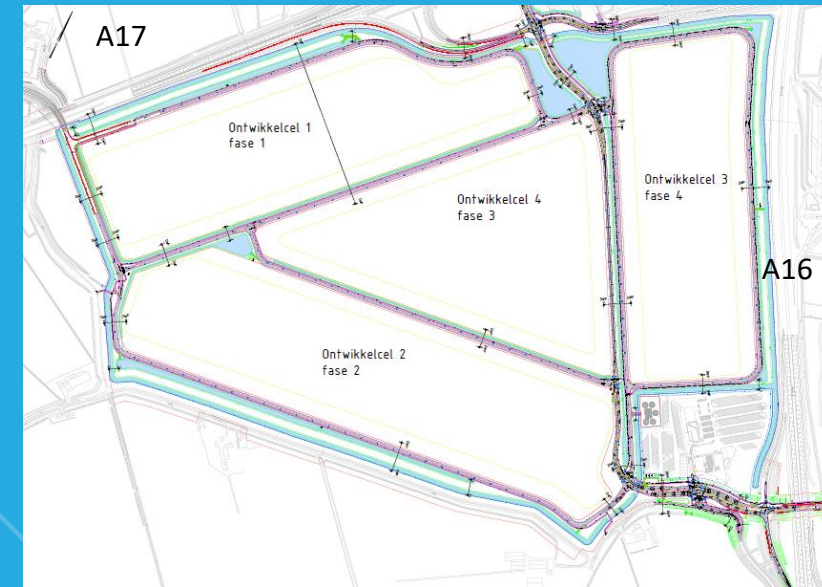 A17
Ontwikkelcel 1
fase 1
Ontwikkelcel 4
fase 3
Ontwikkelcel 3
fase 4
A16
Ontwikkelcel 2
fase 2